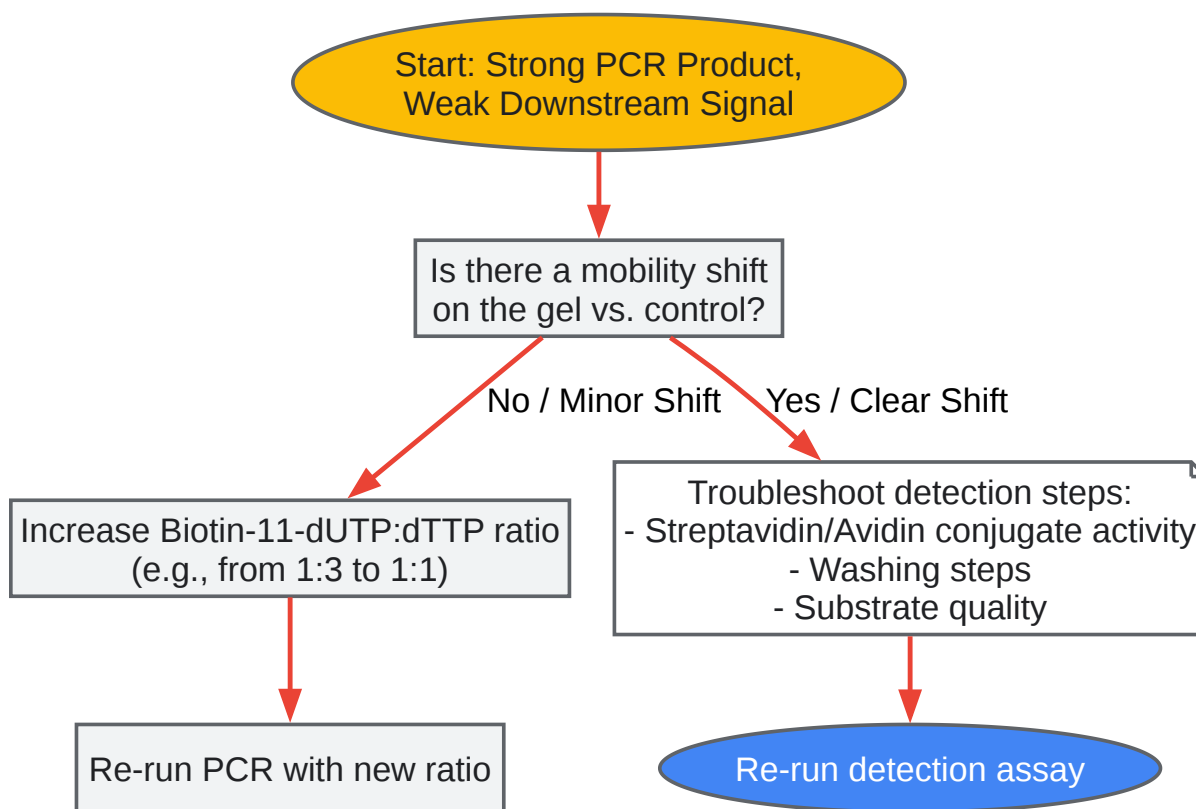 Start: Strong PCR Product,
Weak Downstream Signal
Is there a mobility shift
on the gel vs. control?
No / Minor Shift
Yes / Clear Shift
Increase Biotin-11-dUTP:dTTP ratio
(e.g., from 1:3 to 1:1)
Troubleshoot detection steps:
- Streptavidin/Avidin conjugate activity
- Washing steps
- Substrate quality
Re-run PCR with new ratio
Re-run detection assay